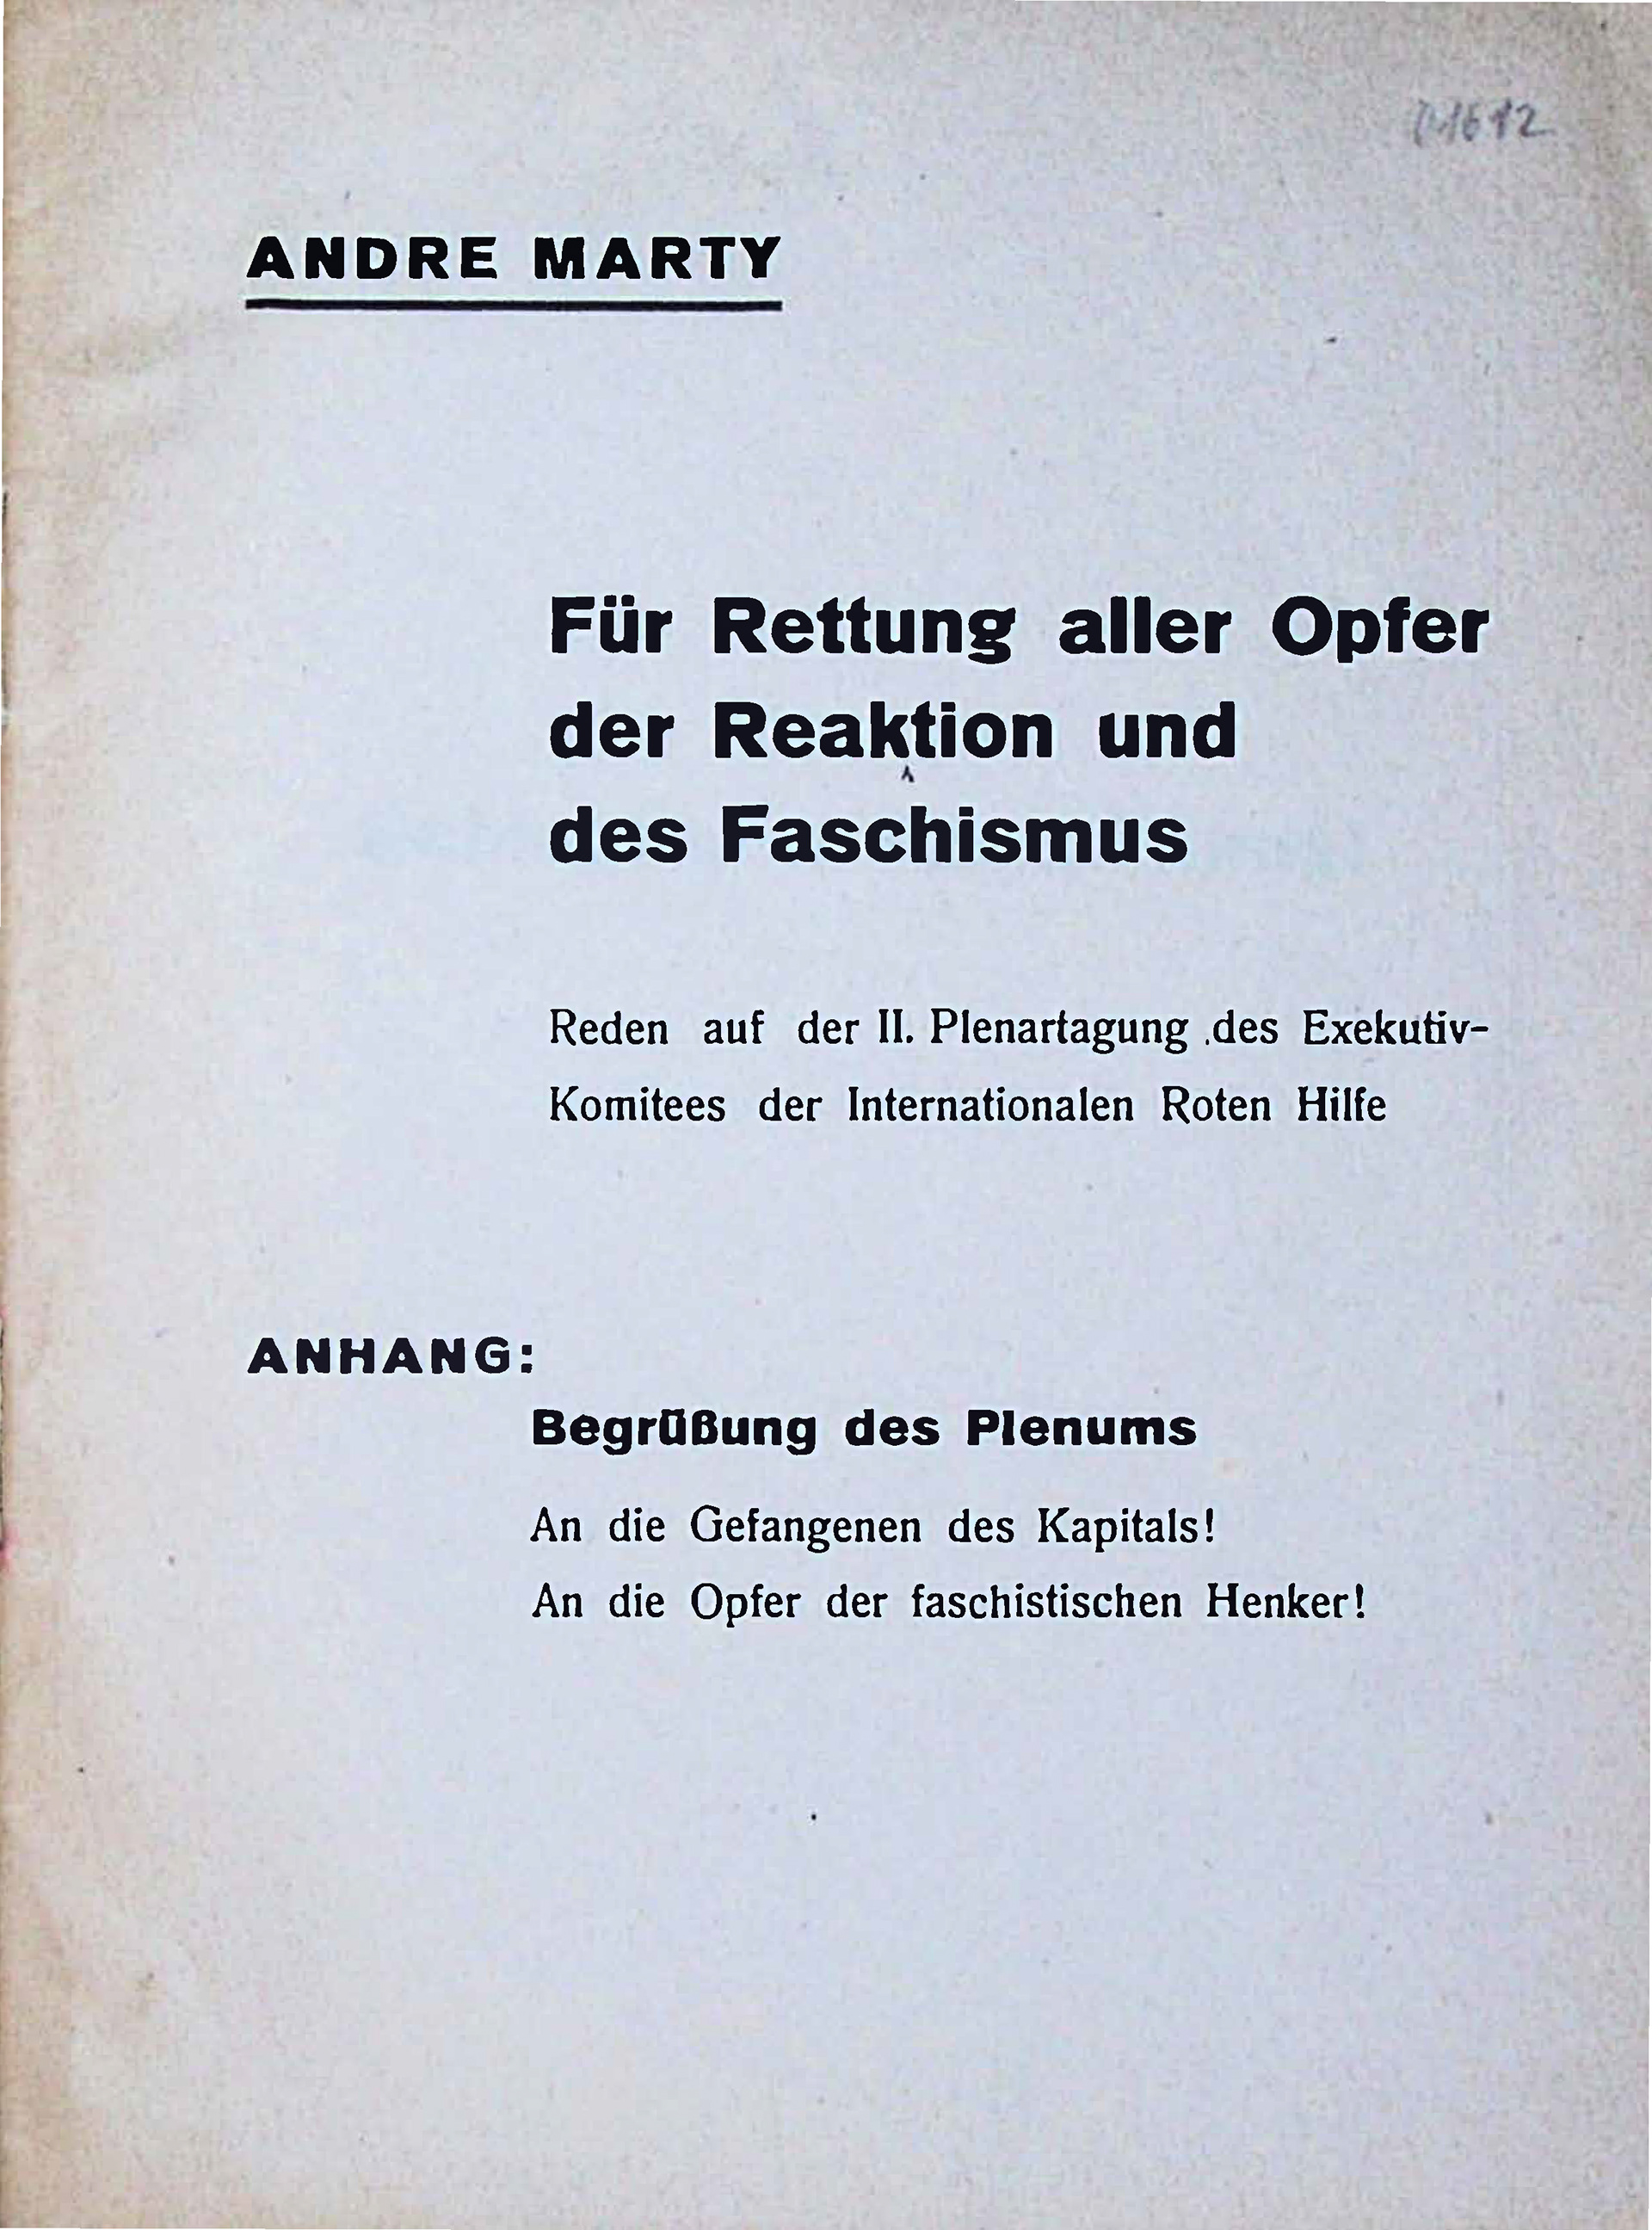 ANDRE MARTY
Für Rettung aller Opfer
der Reaktion und
des Faschismus
Reden auf der II. Plenartagung des Exekutiv-
Komitees der Internationalen Roten Hilfe
ANHANG:
Begrüßung des Plenums
An die Gefangenen des Kapitals!
An die Opfer der faschistischen Henker!